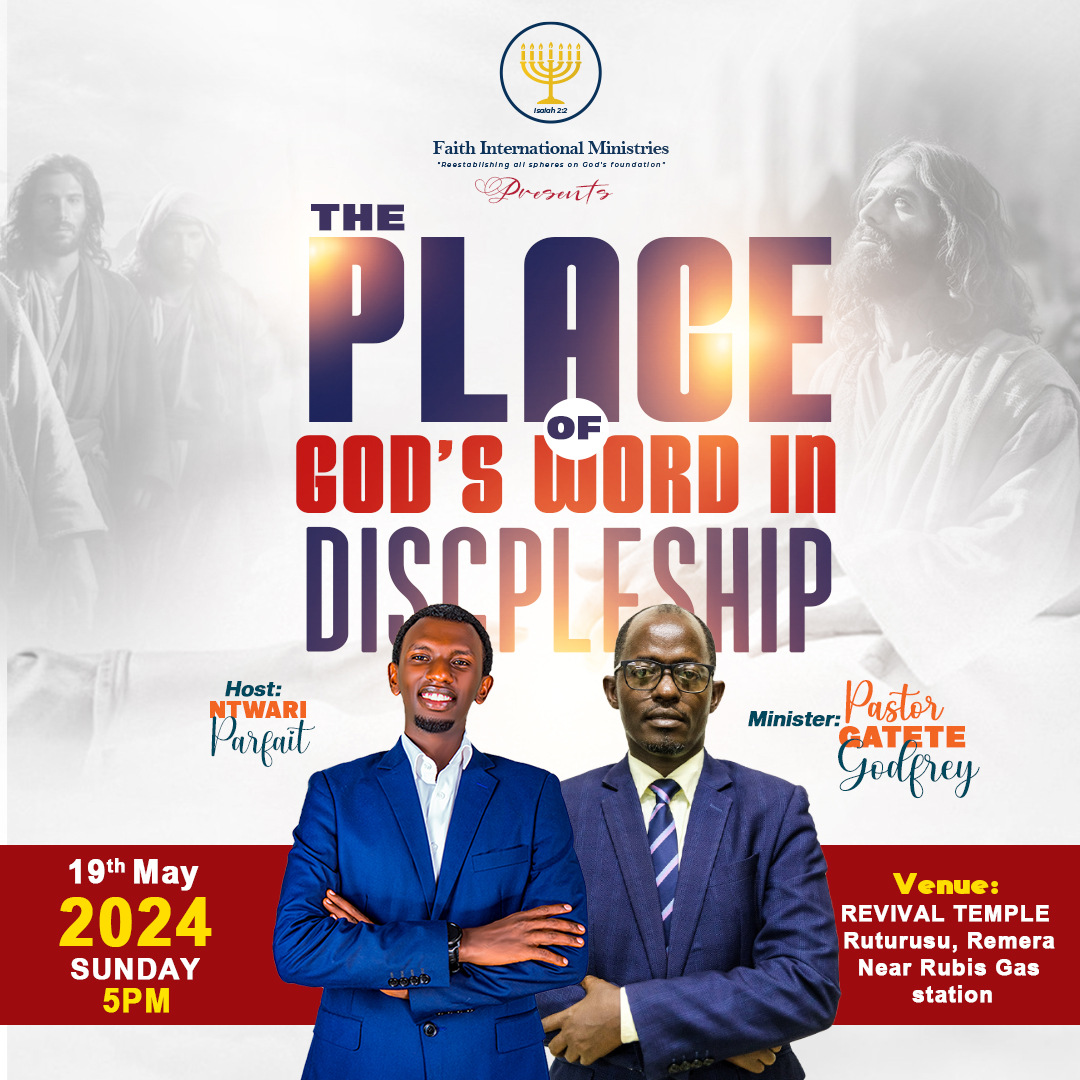 Isaiah 2:2
Faith International Ministries
"Reestablishing all spheres on God's foundation"
Presents
THE
PLACE
OF
GOD'S WORD IN
DISCPLESHIP
Host:
NTWARI
Parfait
Minister: Pastor
GATETE
Godfrey
19th May
2024
SUNDAY
5PM
Venue:
REVIVAL TEMPLE
Ruturusu, Remera
Near Rubis Gas
station